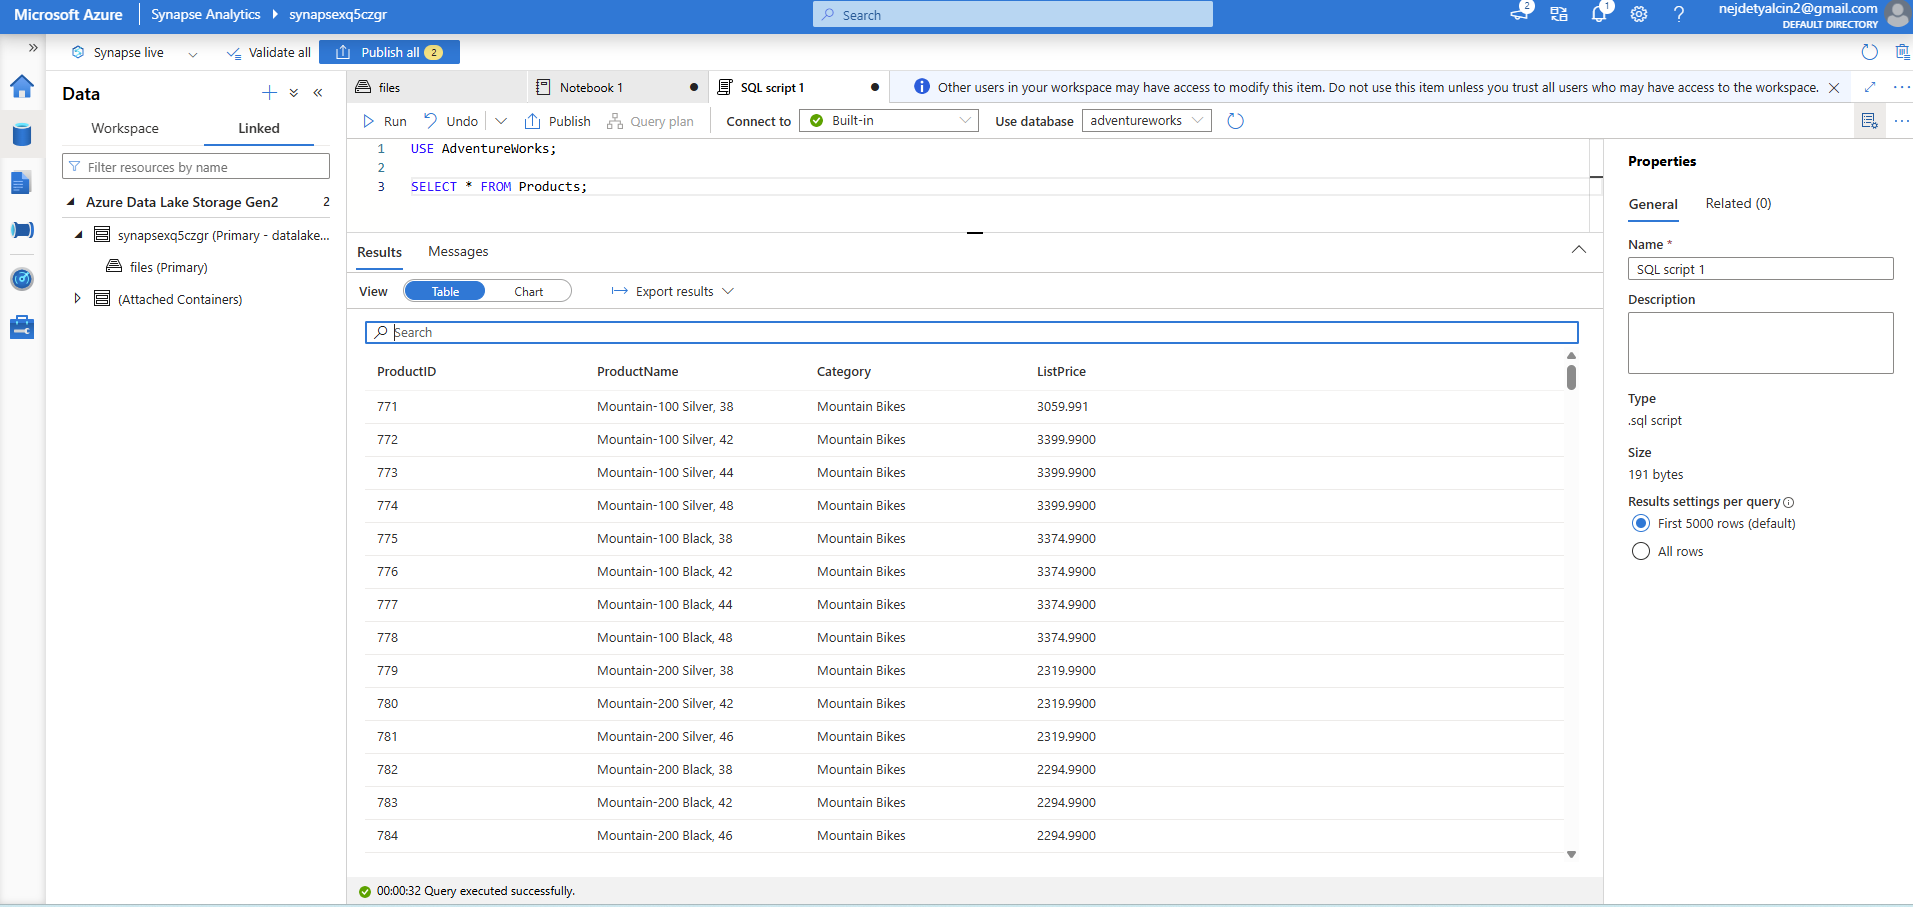 Microsoft Azure Synapse Analytics synapsexq5czgr Search 2 1 nejdetyalcin2@gmail.com
DEFAULT DIRECTORY
Synapse live Validate all Publish all 2
Data
Workspace Linked
Filter resources by name
Azure Data Lake Storage Gen2 2
synapsexq5czgr (Primary - datalake...
files (Primary)
(Attached Containers)
files Notebook 1 SQL script 1 Other users in your workspace may have access to modify this item. Do not use this item unless you trust all users who may have access to the workspace.
Run Undo Publish Query plan Connect to Built-in Use database adventureworks
1 USE AdventureWorks;
2
3 SELECT * FROM Products;
Results Messages
View Table Chart Export results
Search
ProductID ProductName Category ListPrice
771 Mountain-100 Silver, 38 Mountain Bikes 3059.991
772 Mountain-100 Silver, 42 Mountain Bikes 3399.9900
773 Mountain-100 Silver, 44 Mountain Bikes 3399.9900
774 Mountain-100 Silver, 48 Mountain Bikes 3399.9900
775 Mountain-100 Black, 38 Mountain Bikes 3374.9900
776 Mountain-100 Black, 42 Mountain Bikes 3374.9900
777 Mountain-100 Black, 44 Mountain Bikes 3374.9900
778 Mountain-100 Black, 48 Mountain Bikes 3374.9900
779 Mountain-200 Silver, 38 Mountain Bikes 2319.9900
780 Mountain-200 Silver, 42 Mountain Bikes 2319.9900
781 Mountain-200 Silver, 46 Mountain Bikes 2319.9900
782 Mountain-200 Black, 38 Mountain Bikes 2294.9900
783 Mountain-200 Black, 42 Mountain Bikes 2294.9900
784 Mountain-200 Black, 46 Mountain Bikes 2294.9900
00:00:32 Query executed successfully.
Properties
General Related (0)
Name *
SQL script 1
Description
Type
.sql script
Size
191 bytes
Results settings per query
First 5000 rows (default)
All rows